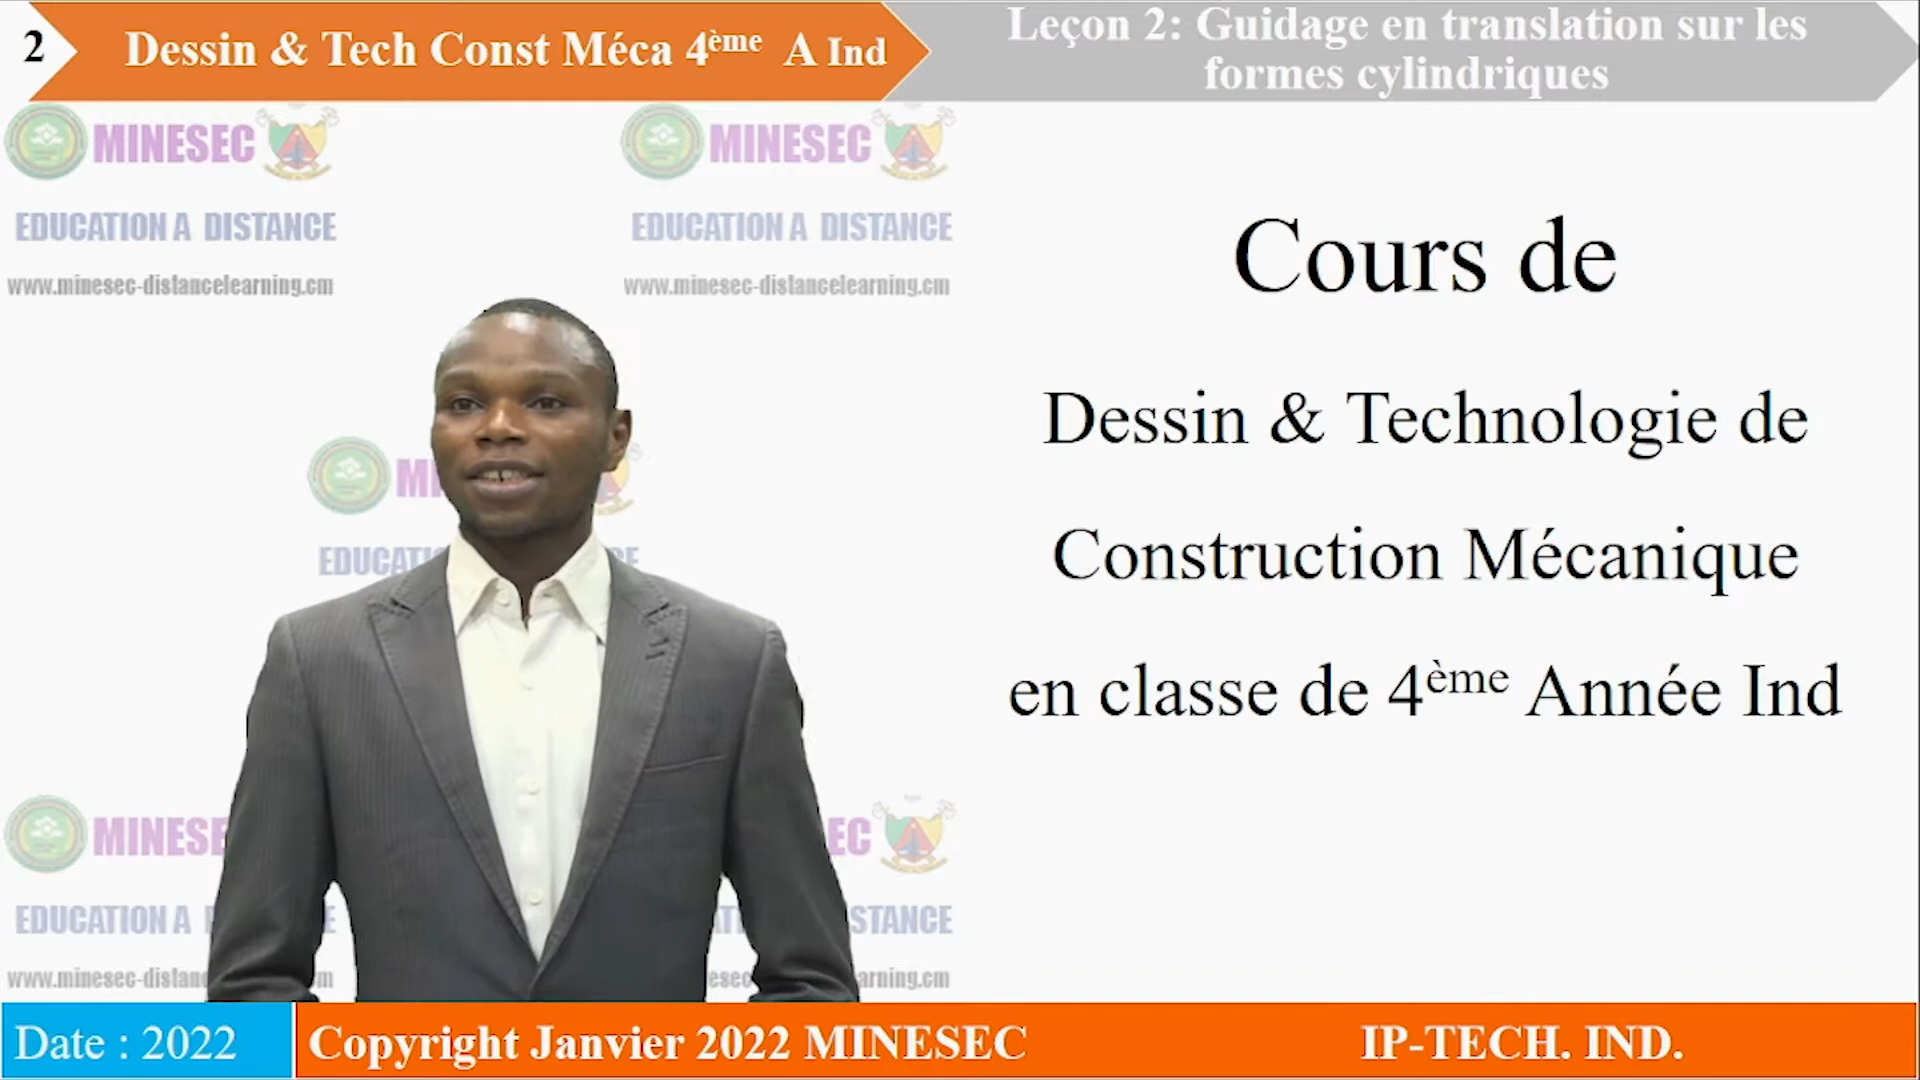 2
Dessin & Tech Const Méca 4ème A Ind
Leçon 2: Guidage en translation sur les
formes cylindriques
MINESEC
EDUCATION A DISTANCE
www.minesec-distancelearning.cm
MINESEC
EDUCATION A DISTANCE
www.minesec-distancelearning.cm
Cours de
Dessin & Technologie de
Construction Mécanique
en classe de 4ème Année Ind
Date : 2022
Copyright Janvier 2022 MINESEC
IP-TECH. IND.